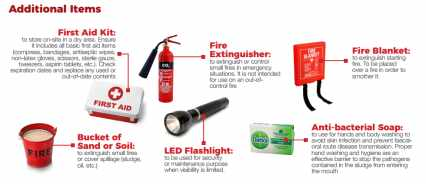 Additional Items
First Aid Kit:
to store on-site in a dry area. Ensure
it includes all basic first aid items
(compress, bandages, antiseptic wipes,
non-latex gloves, scissors, sterile gauze,
tweezers, aspirin tablets, etc.). Check
expiration dates and replace any used or
out-of-date contents
FIRST AID
Fire
Extinguisher:
to extinguish or control
small fires in emergency
situations. It is not intended
for use on an out-of-
control fire
FIRE
BLANKET
Fire Blanket:
to extinguish starting
fire. To be placed
over a fire in order to
smother it
FIRE
Bucket of
Sand or Soil:
to extinguish small fires
or cover spillage (sludge,
oil, etc.)
LED Flashlight:
to be used for security
or maintenance purpose
when visibility is limited.
Dettol
Anti-bacterial Soap:
to use for hands and body washing to
avoid skin infection and prevent faecal-
oral route disease transmission. Proper
hand washing and hygiene are an
effective barrier to stop the pathogens
contained in the sludge from entering
the mouth